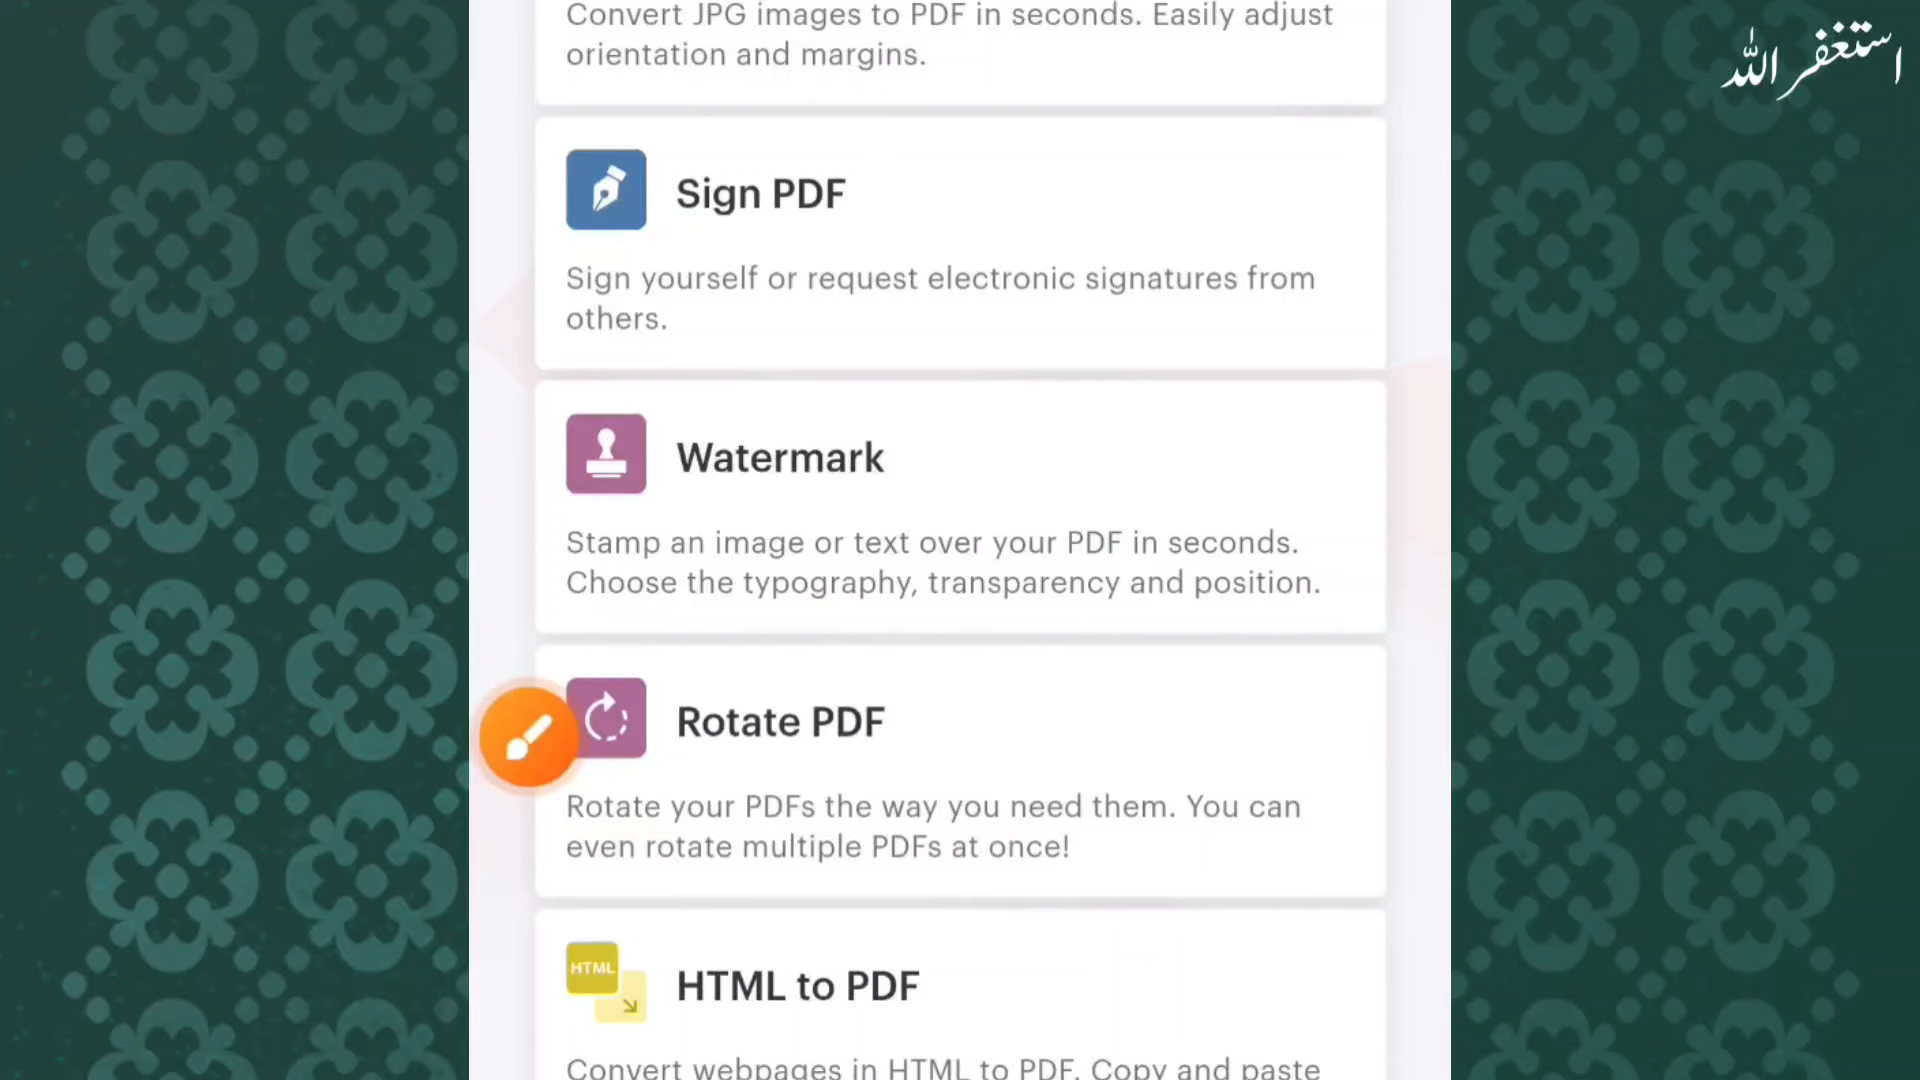 استغفر الله
Convert JPG images to PDF in seconds. Easily adjust
orientation and margins.
Sign PDF
Sign yourself or request electronic signatures from
others.
Watermark
Stamp an image or text over your PDF in seconds.
Choose the typography, transparency and position.
Rotate PDF
Rotate your PDFs the way you need them. You can
even rotate multiple PDFs at once!
HTML
HTML to PDF
Convert webpages in HTML to PDF. Copy and paste